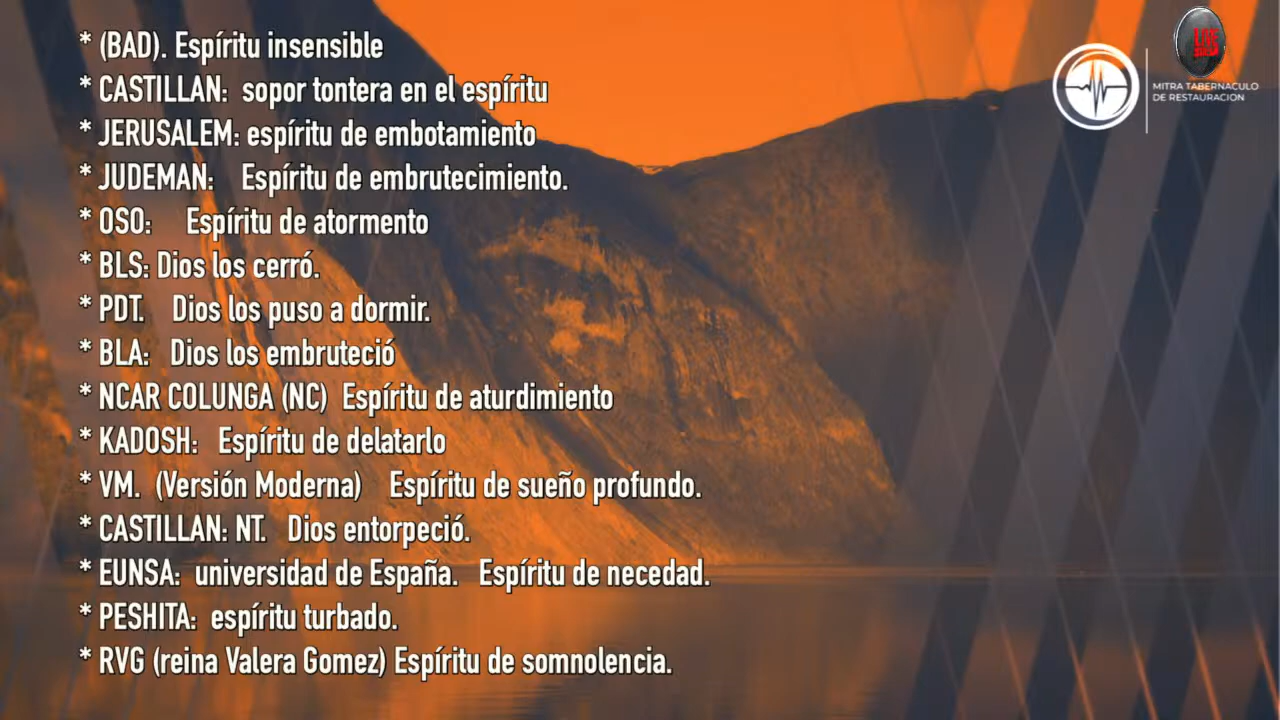 * (BAD). Espíritu insensible
* CASTILLAN: sopor tontera en el espíritu
* JERUSALEM: espíritu de embotamiento
* JUDEMAN: Espíritu de embrutecimiento.
* OSO: Espíritu de atormento
* BLS: Dios los cerró.
* PDT. Dios los puso a dormir.
* BLA: Dios los embruteció
* NCAR COLUNGA (NC) Espíritu de aturdimiento
* KADOSH: Espíritu de delatarlo
* VM. (Versión Moderna) Espíritu de sueño profundo.
* CASTILLAN: NT. Dios entorpeció.
* EUNSA: universidad de España. Espíritu de necedad.
* PESHITA: espíritu turbado.
* RVG (reina Valera Gomez) Espíritu de somnolencia.
MITRA TABERNACULO
DE RESTAURACION
LIVE